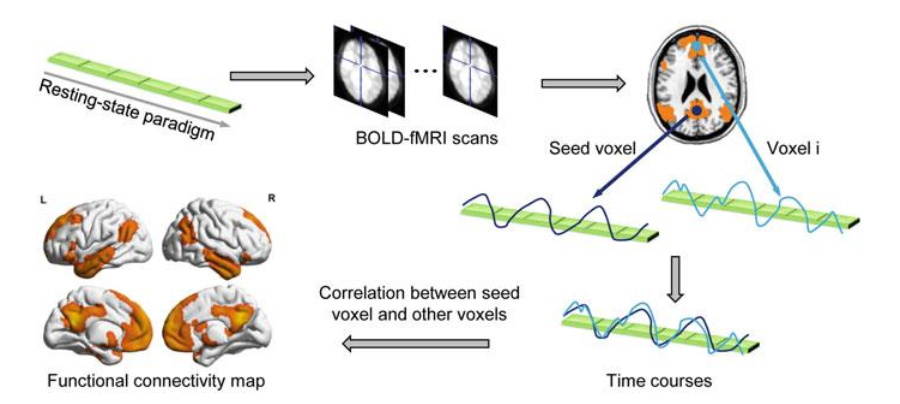 Resting-state paradigm
BOLD-fMRI scans
Seed voxel
Voxel i
L
R
Correlation between seed
voxel and other voxels
Functional connectivity map
Time courses